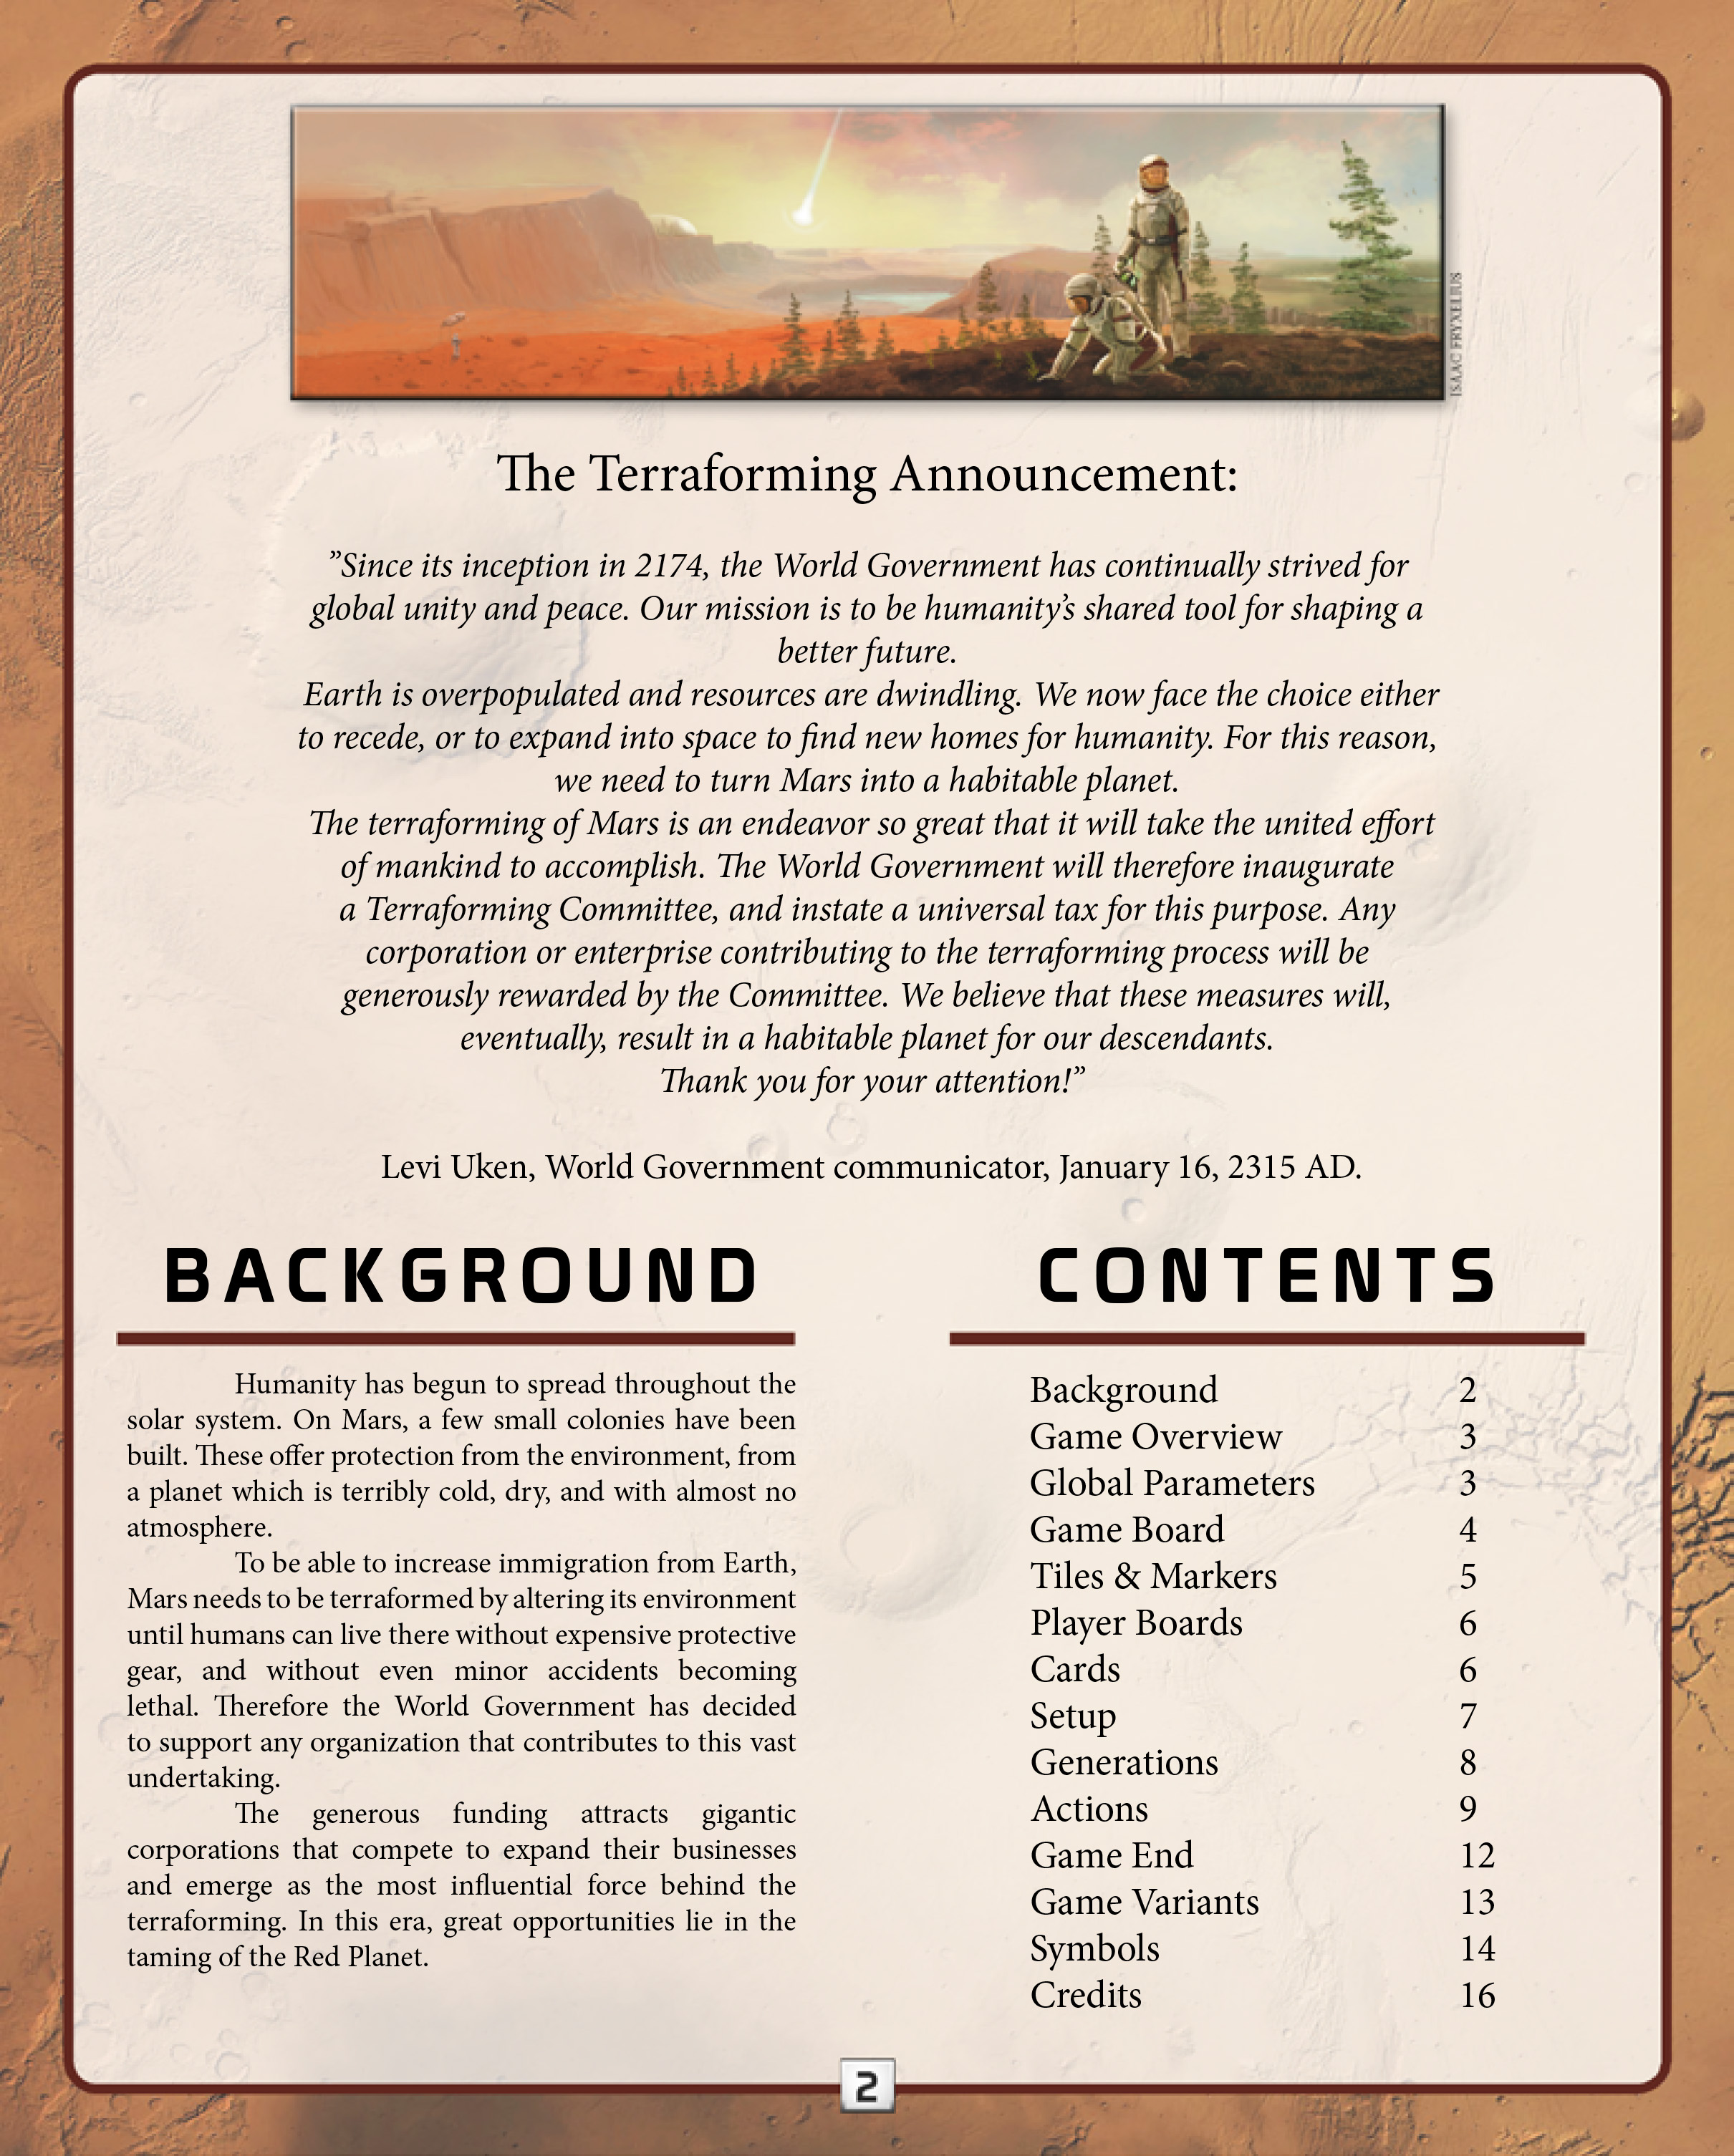 ISAAC FRYXELIUS
The Terraforming Announcement:
”Since its inception in 2174, the World Government has continually strived for
global unity and peace. Our mission is to be humanity’s shared tool for shaping a
better future.
Earth is overpopulated and resources are dwindling. We now face the choice either
to recede, or to expand into space to find new homes for humanity. For this reason,
we need to turn Mars into a habitable planet.
The terraforming of Mars is an endeavor so great that it will take the united effort
of mankind to accomplish. The World Government will therefore inaugurate
a Terraforming Committee, and instate a universal tax for this purpose. Any
corporation or enterprise contributing to the terraforming process will be
generously rewarded by the Committee. We believe that these measures will,
eventually, result in a habitable planet for our descendants.
Thank you for your attention!”
Levi Uken, World Government communicator, January 16, 2315 AD.
BACKGROUND
Humanity has begun to spread throughout the
solar system. On Mars, a few small colonies have been
built. These offer protection from the environment, from
a planet which is terribly cold, dry, and with almost no
atmosphere.
To be able to increase immigration from Earth,
Mars needs to be terraformed by altering its environment
until humans can live there without expensive protective
gear, and without even minor accidents becoming
lethal. Therefore the World Government has decided
to support any organization that contributes to this vast
undertaking.
The generous funding attracts gigantic
corporations that compete to expand their businesses
and emerge as the most influential force behind the
terraforming. In this era, great opportunities lie in the
taming of the Red Planet.
CONTENTS
Background 2
Game Overview 3
Global Parameters 3
Game Board 4
Tiles & Markers 5
Player Boards 6
Cards 6
Setup 7
Generations 8
Actions 9
Game End 12
Game Variants 13
Symbols 14
Credits 16
2